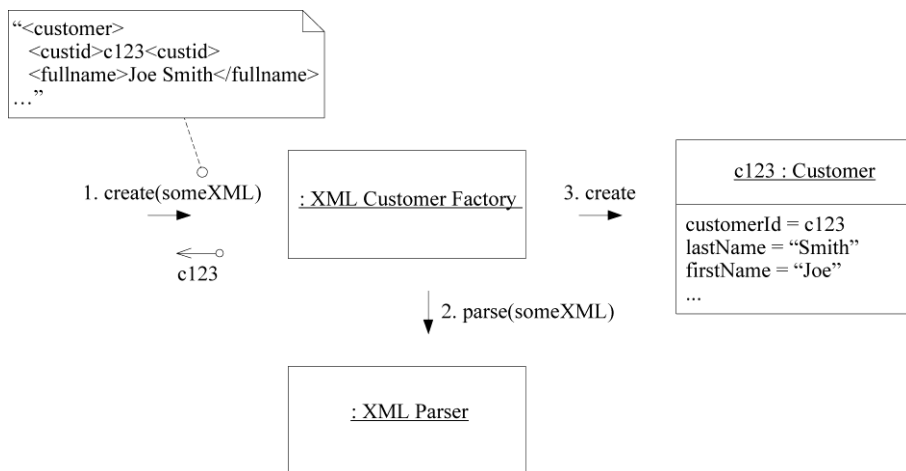 “<customer>
<custid>c123<custid>
<fullname>Joe Smith</fullname>
…”
1. create(someXML)
c123
: XML Customer Factory
3. create
c123 : Customer
customerId = c123
lastName = “Smith”
firstName = “Joe”
...
2. parse(someXML)
: XML Parser